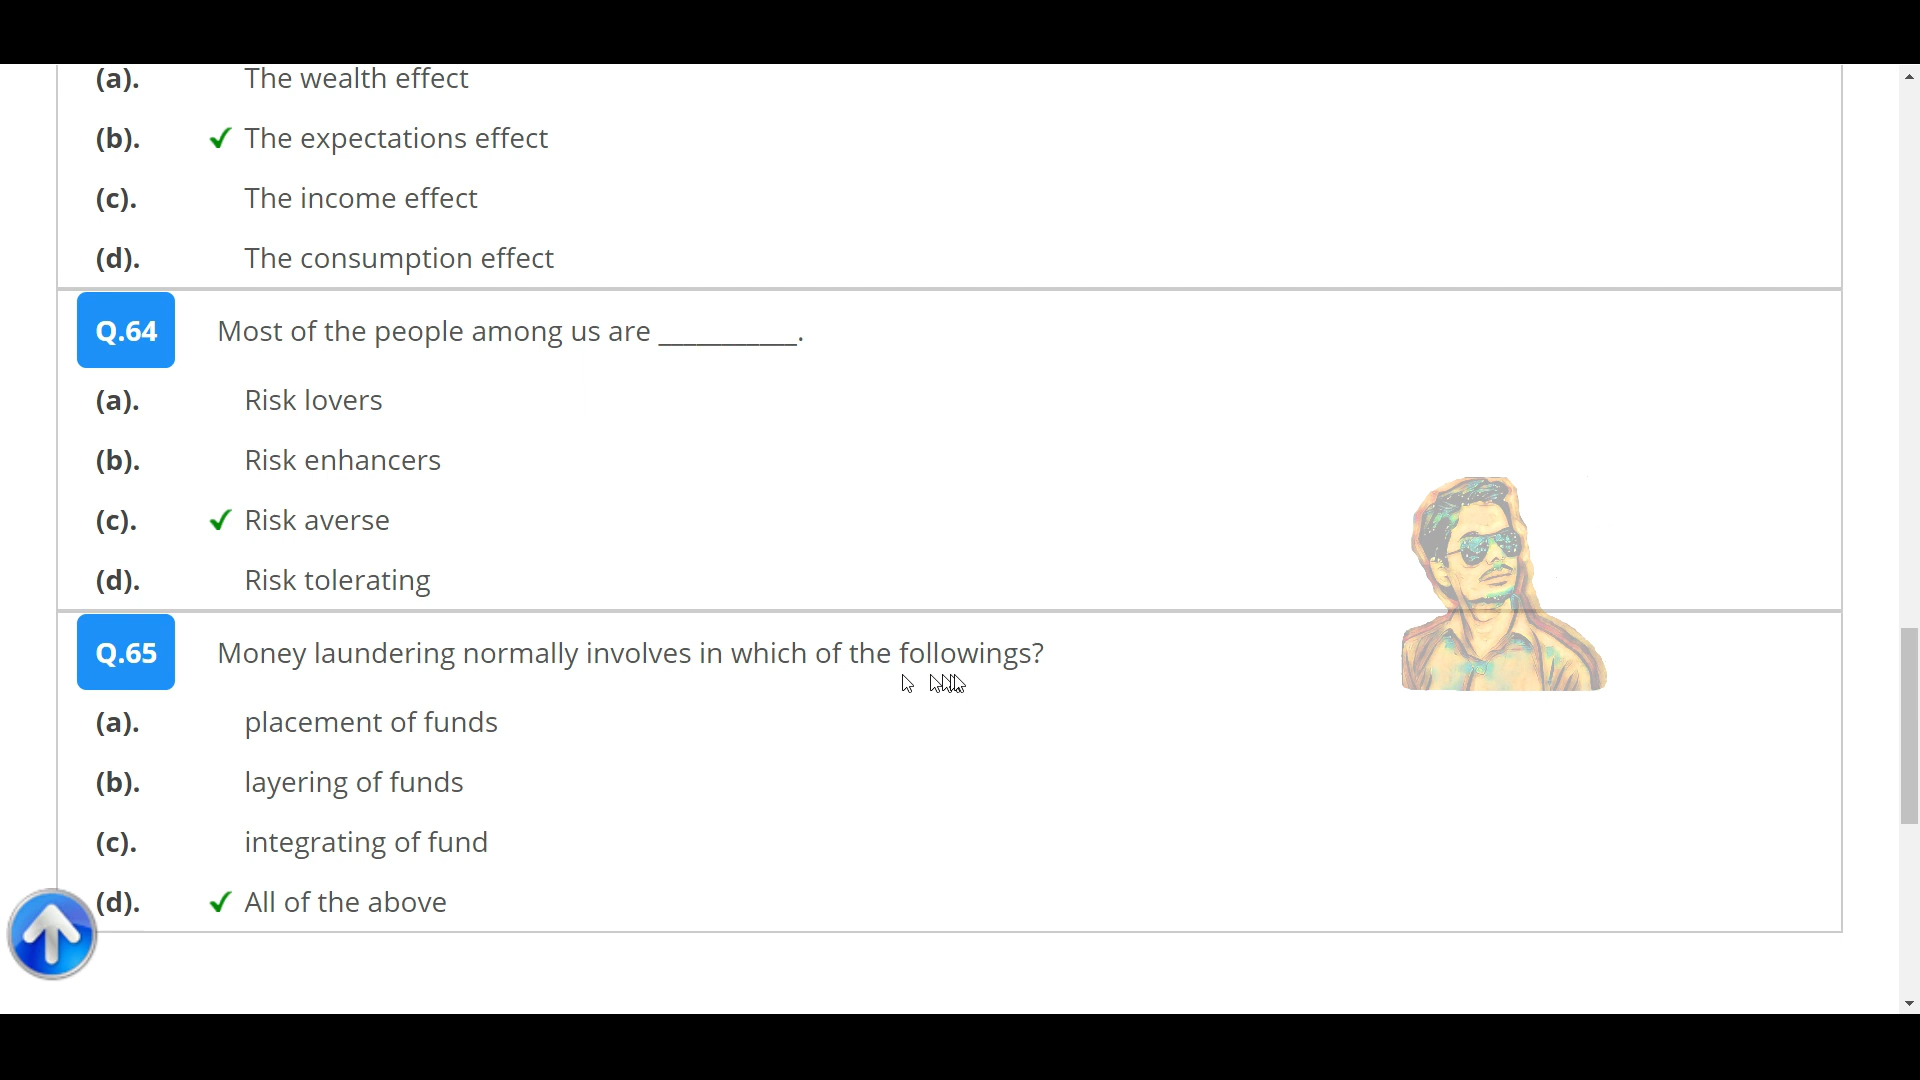 (a). The wealth effect
(b). ✓ The expectations effect
(c). The income effect
(d). The consumption effect
Q.64 Most of the people among us are ___________.
(a). Risk lovers
(b). Risk enhancers
(c). ✓ Risk averse
(d). Risk tolerating
Q.65 Money laundering normally involves in which of the followings?
(a). placement of funds
(b). layering of funds
(c). integrating of fund
(d). ✓ All of the above